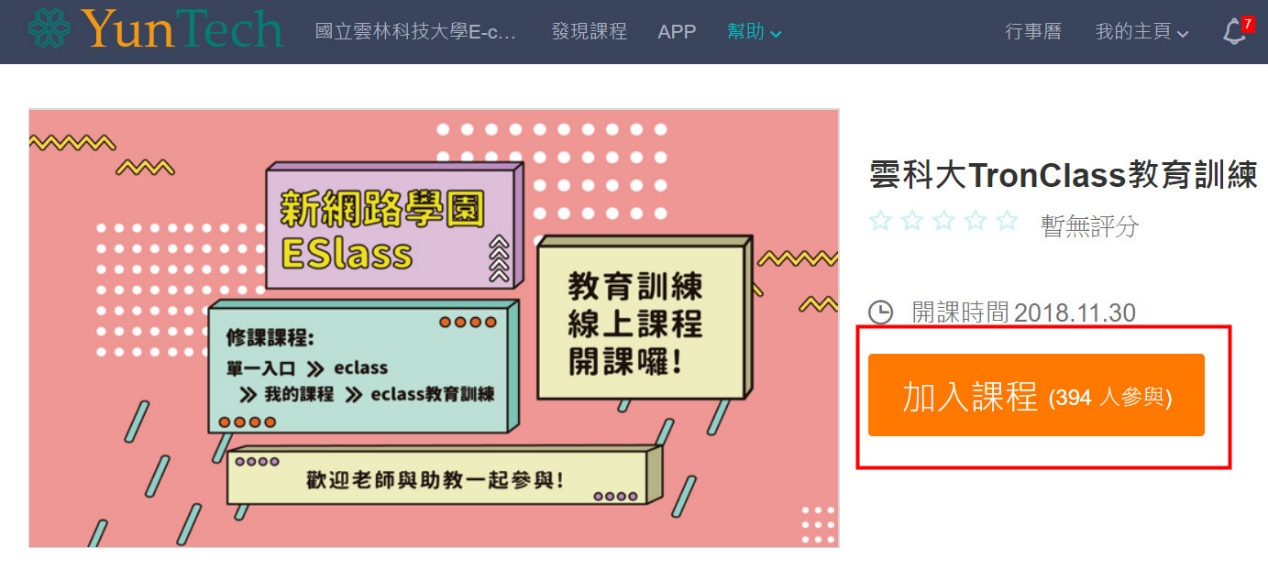 YunTech
國立雲林科技大學E-c...
發現課程
APP
幫助
行事曆
我的主頁
7
新網路學園
ESlass
教育訓練
線上課程
開課囉!
修課課程:
單一入口 》 eclass
》 我的課程 》 eclass教育訓練
歡迎老師與助教一起參與!
雲科大TronClass教育訓練
暫無評分
開課時間 2018.11.30
加入課程 (394 人參與)